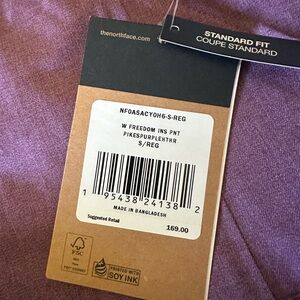 thenorthface.com
STANDARD FIT
COUPE STANDARD
NF0A5ACY0H6-S-REG
W FREEDOM INS PNT
PIKESPURPLEHTHR
S/REG
1 95438 24138 2
MADE IN BANGLADESH
Suggested Retail
169.00
FSC
PRINTED WITH
SOY INK